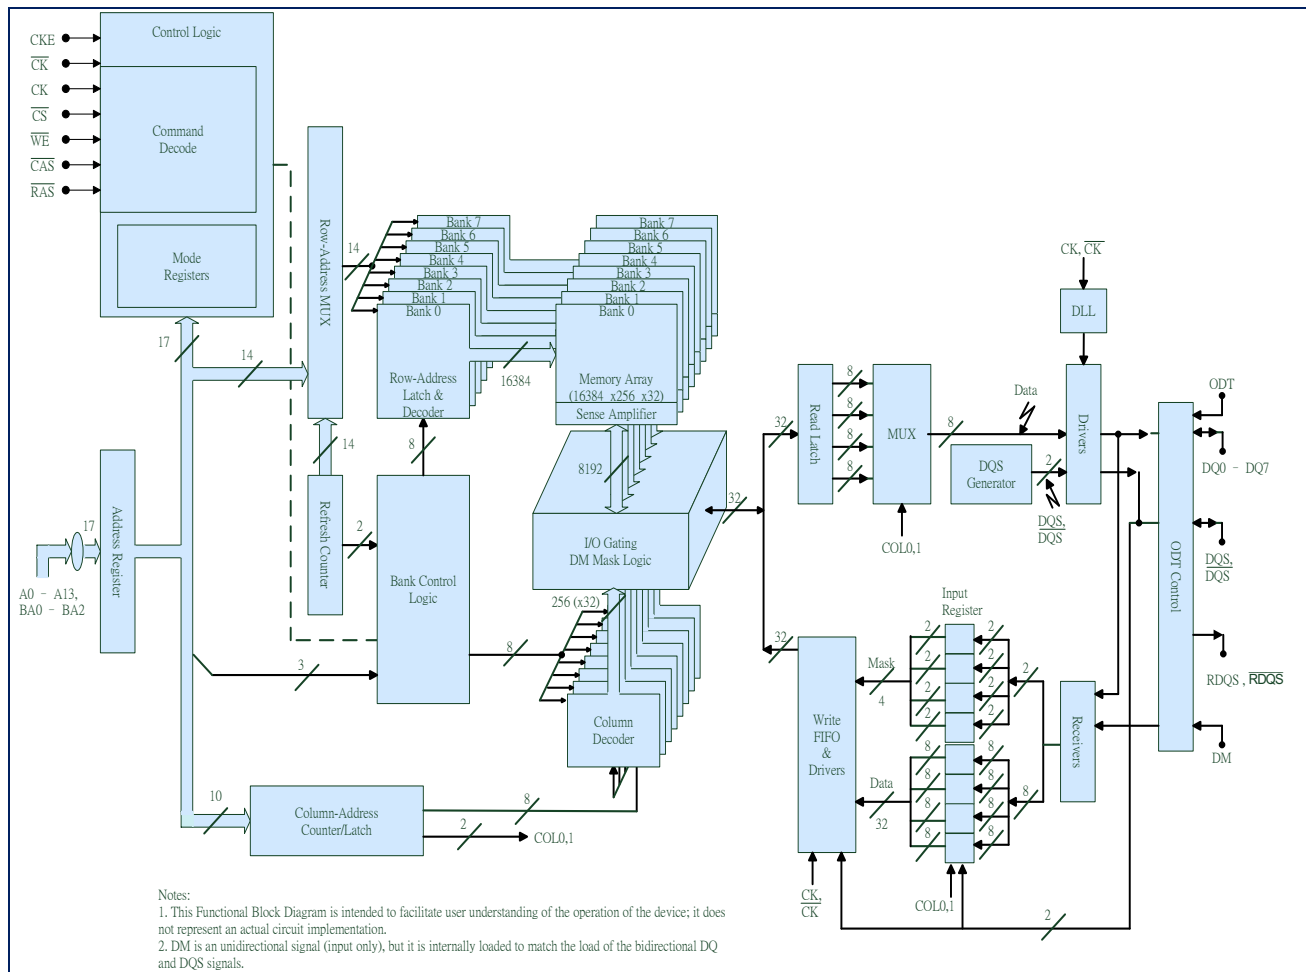 Control Logic
CKE
C̅K̅
CK
C̅S̅
W̅E̅
C̅A̅S̅
R̅A̅S̅
Command
Decode
Mode
Registers
17
14
Row-Address MUX
14
Refresh Counter
14
2
Bank 7
Bank 6
Bank 5
Bank 4
Bank 3
Bank 2
Bank 1
Bank 0
Row-Address
Latch &
Decoder
8
16384
Bank 7
Bank 6
Bank 5
Bank 4
Bank 3
Bank 2
Bank 1
Bank 0
Memory Array
(16384 x256 x32)
Sense Amplifier
8192
I/O Gating
DM Mask Logic
32
256 (x32)
Bank Control
Logic
8
3
Column
Decoder
17
Address Register
A0 - A13,
BA0 - BA2
10
Column-Address
Counter/Latch
8
2
COL0,1
32
Read Latch
8
8
8
8
MUX
COL0,1
8
Data
DQS
Generator
2
DQS,
D̅Q̅S̅
CK, C̅K̅
DLL
Drivers
ODT
DQ0 - DQ7
DQS,
D̅Q̅S̅
ODT Control
RDQS , R̅D̅Q̅S̅
DM
32
Write
FIFO
&
Drivers
CK,
C̅K̅
Mask
4
Data
32
Input
Register
2
2
2
2
2
2
2
2
2
8
8
8
8
8
8
8
8
8
Receivers
COL0,1
2
Notes:
1. This Functional Block Diagram is intended to facilitate user understanding of the operation of the device; it does
not represent an actual circuit implementation.
2. DM is an unidirectional signal (input only), but it is internally loaded to match the load of the bidirectional DQ
and DQS signals.